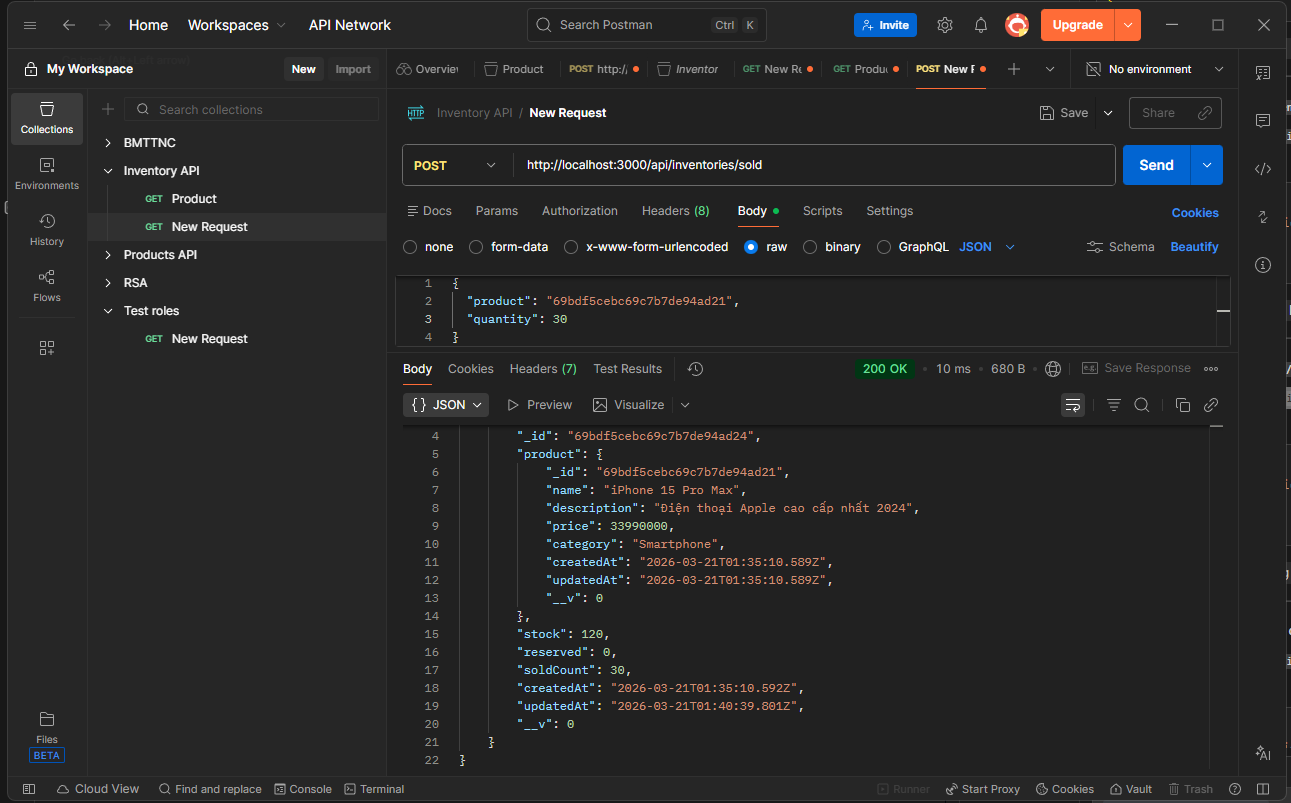 Home Workspaces API Network Search Postman Ctrl K Invite Upgrade
My Workspace New Import Overview Product POST http:/ Inventor GET New Re GET Produc POST New F No environment
Collections
Environments
History
Flows
Files
BETA
Search collections
BMTTNC
Inventory API
GET Product
GET New Request
Products API
RSA
Test roles
GET New Request
HTTP Inventory API / New Request Save Share
POST http://localhost:3000/api/inventories/sold Send
Docs Params Authorization Headers (8) Body Scripts Settings Cookies
none form-data x-www-form-urlencoded raw binary GraphQL JSON Schema Beautify
1 {
2 "product": "69bdf5cebc69c7b7de94ad21",
3 "quantity": 30
4 }
Body Cookies Headers (7) Test Results 200 OK 10 ms 680 B e.g. Save Response
{} JSON Preview Visualize
4 "_id": "69bdf5cebc69c7b7de94ad24",
5 "product": {
6 "_id": "69bdf5cebc69c7b7de94ad21",
7 "name": "iPhone 15 Pro Max",
8 "description": "Điện thoại Apple cao cấp nhất 2024",
9 "price": 33990000,
10 "category": "Smartphone",
11 "createdAt": "2026-03-21T01:35:10.589Z",
12 "updatedAt": "2026-03-21T01:35:10.589Z",
13 "__v": 0
14 },
15 "stock": 120,
16 "reserved": 0,
17 "soldCount": 30,
18 "createdAt": "2026-03-21T01:35:10.592Z",
19 "updatedAt": "2026-03-21T01:40:39.801Z",
20 "__v": 0
21 }
22 }
AI
Cloud View Find and replace Console Terminal Runner Start Proxy Cookies Vault Trash